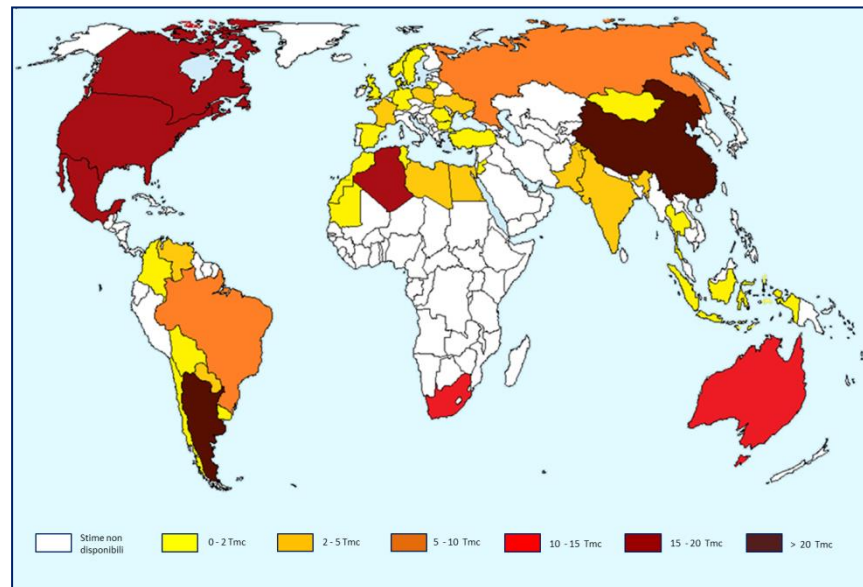 Stime non
disponibili
0 - 2 Tmc
2 - 5 Tmc
5 - 10 Tmc
10 - 15 Tmc
15 - 20 Tmc
> 20 Tmc